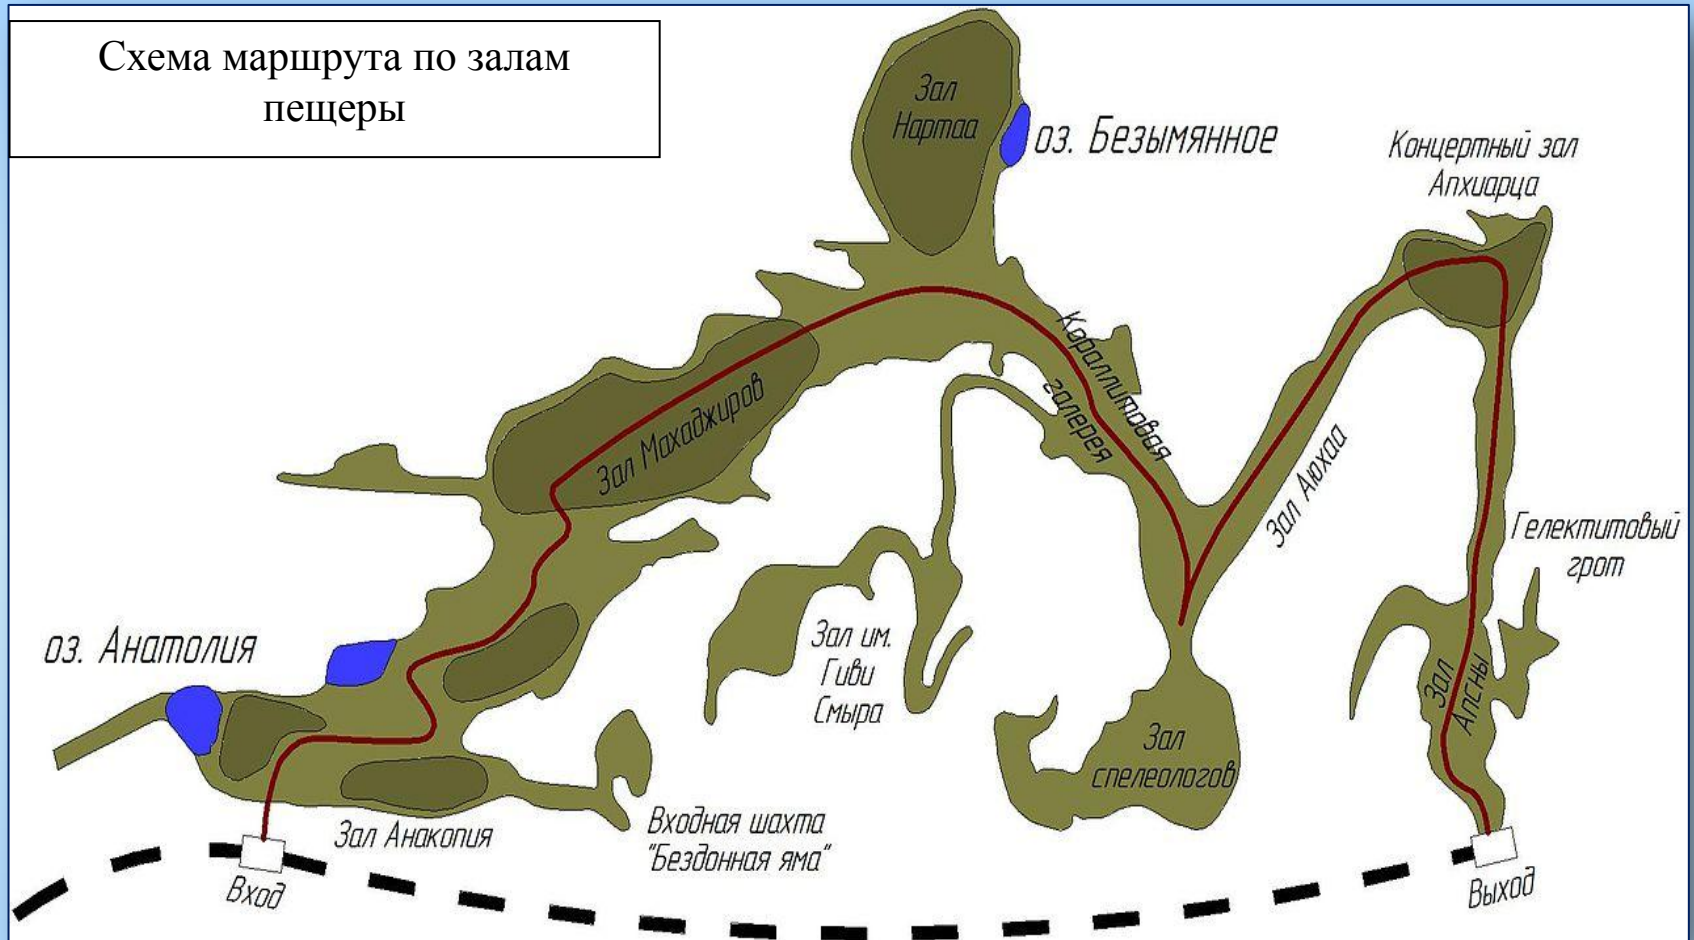 Схема маршрута по залам
пещеры
Зал
Нартаа
оз. Безымянное
Концертный зал
Апхиарца
Кораллитовая
галерея
Зал Махаджиров
Зал Аюхаа
Гелектитовый
грот
оз. Анатолия
Зал им.
Гиви
Смыра
Зал
Апсны
Зал
спелеологов
Зал Анакопия
Входная шахта
"Бездонная яма"
Вход
Выход